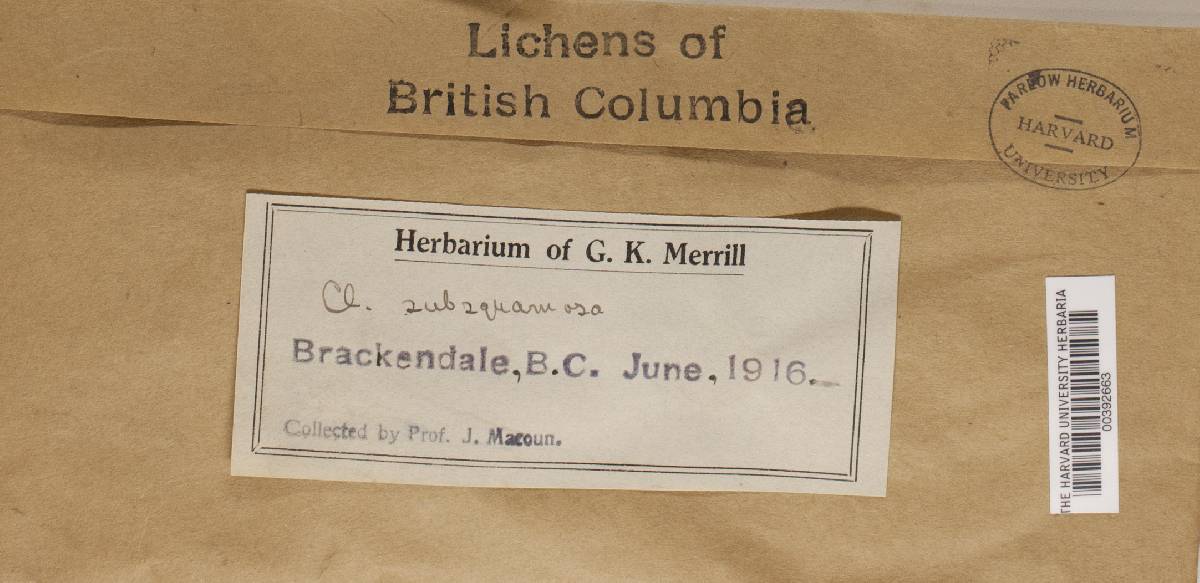 Lichens of
British Columbia
FARLOW HERBARIUM
HARVARD
UNIVERSITY
Herbarium of G. K. Merrill
Cl. subsquamosa
Brackendale, B.C. June, 1916.
Collected by Prof. J. Macoun.
THE HARVARD UNIVERSITY HERBARIA
00392663